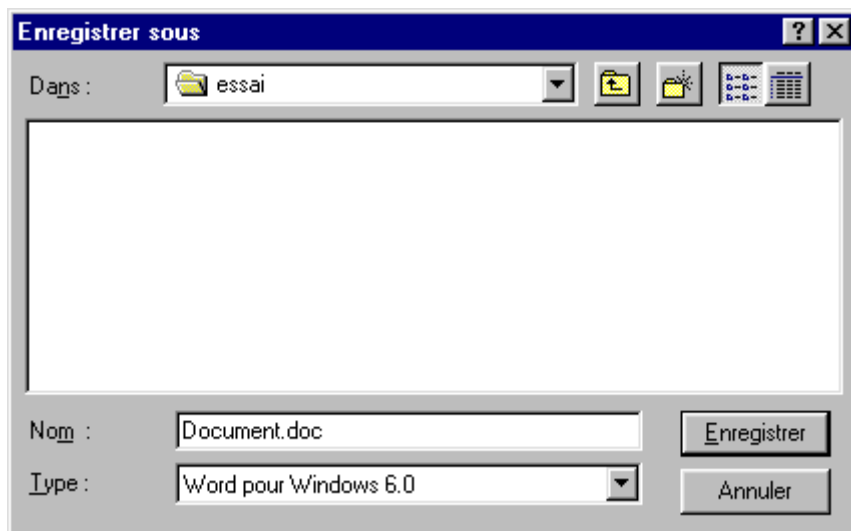 Enregistrer sous
Dans : essai
Nom : Document.doc Enregistrer
Type : Word pour Windows 6.0 Annuler